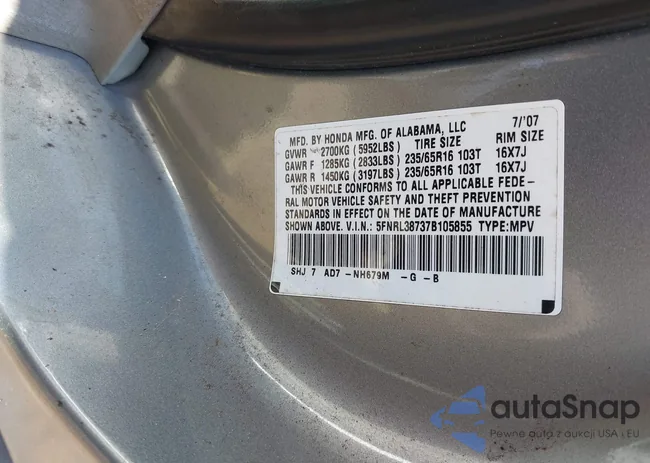 MFD. BY HONDA MFG. OF ALABAMA, LLC 7/'07
GVWR 2700KG (5952LBS) TIRE SIZE RIM SIZE
GAWR F 1285KG (2833LBS) 235/65R16 103T 16X7J
GAWR R 1450KG (3197LBS) 235/65R16 103T 16X7J
THIS VEHICLE CONFORMS TO ALL APPLICABLE FEDE-
RAL MOTOR VEHICLE SAFETY AND THEFT PREVENTION
STANDARDS IN EFFECT ON THE DATE OF MANUFACTURE
SHOWN ABOVE. V.I.N.: 5FNRL38737B105855 TYPE:MPV
SHJ 7 AD7 -NH679M -G -B
autaSnap
Pewne auta z aukcji USA i EU